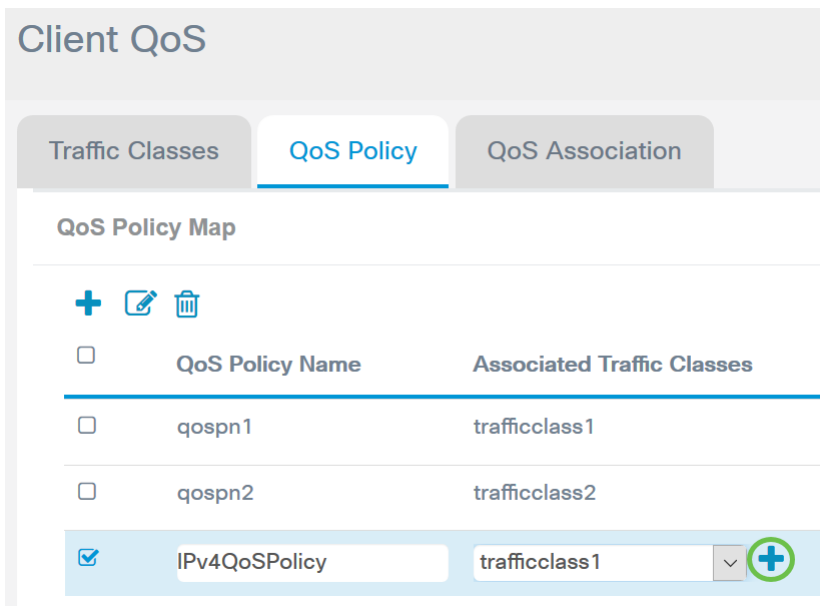 Client QoS
Traffic Classes QoS Policy QoS Association
QoS Policy Map
QoS Policy Name Associated Traffic Classes
qospn1 trafficclass1
qospn2 trafficclass2
IPv4QoSPolicy trafficclass1